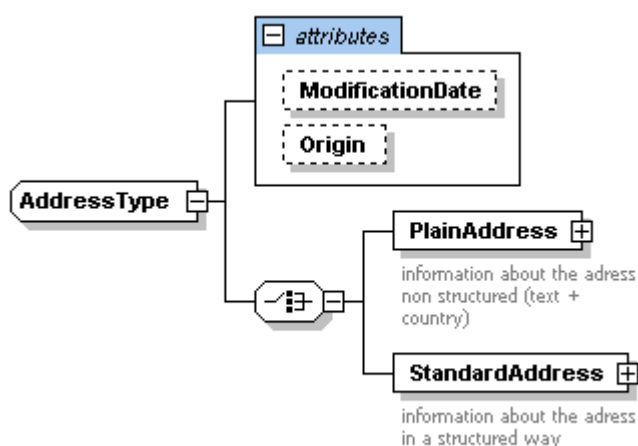 attributes
ModificationDate
Origin
AddressType
PlainAddress
information about the adress
non structured (text +
country)
StandardAddress
information about the adress
in a structured way